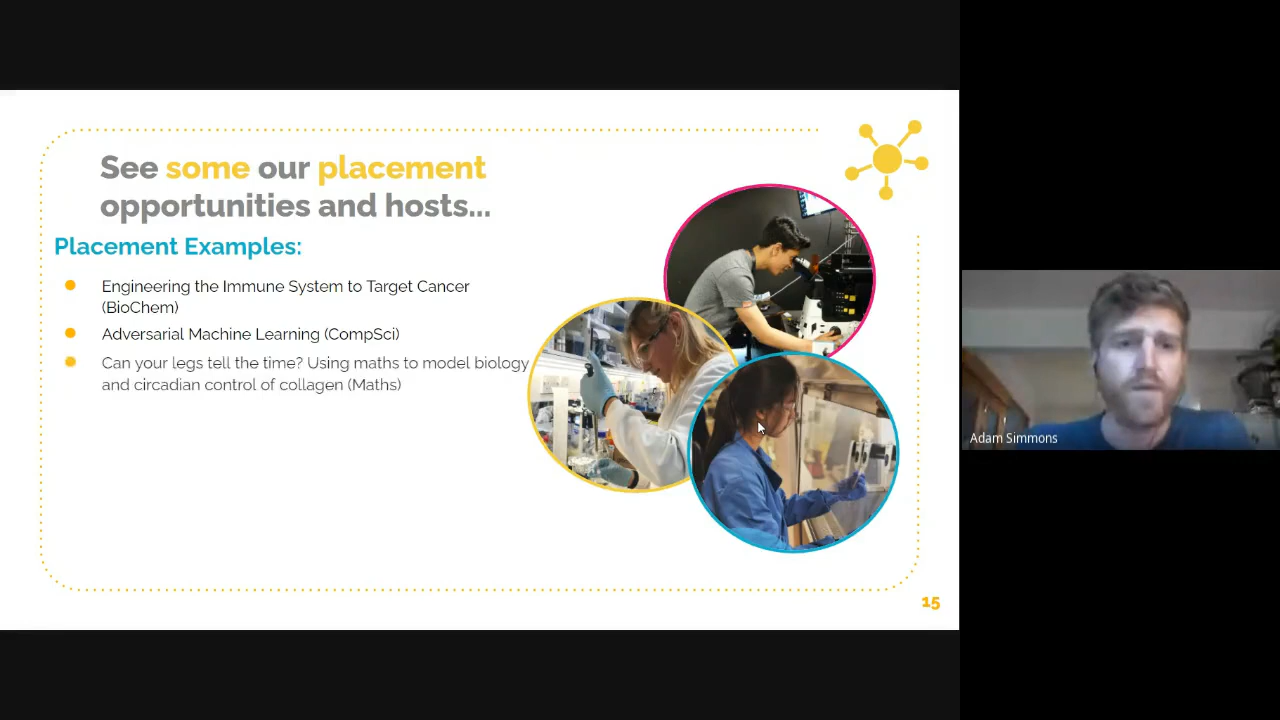 See some our placement
opportunities and hosts...
Placement Examples:
Engineering the Immune System to Target Cancer
(BioChem)
Adversarial Machine Learning (CompSci)
Can your legs tell the time? Using maths to model biology
and circadian control of collagen (Maths)
15
Adam Simmons